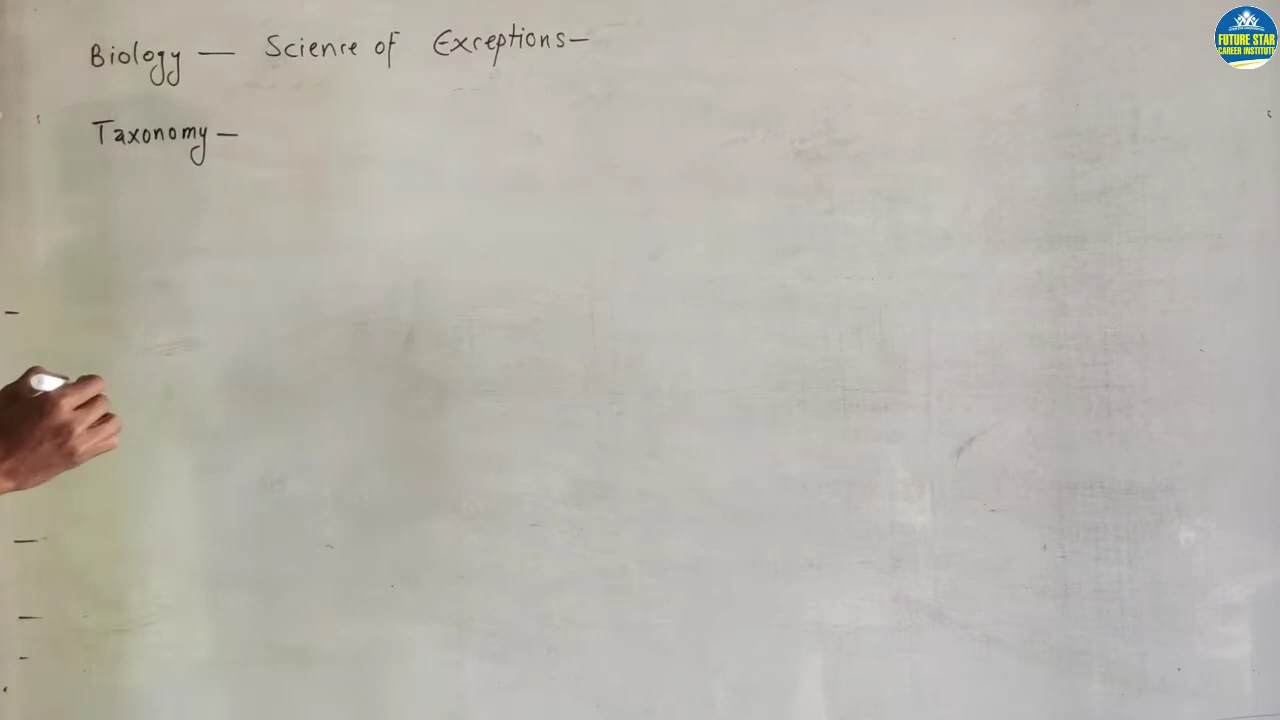 Biology — Science of Exceptions-
Taxonomy -
FUTURE STAR
CAREER INSTITUTE